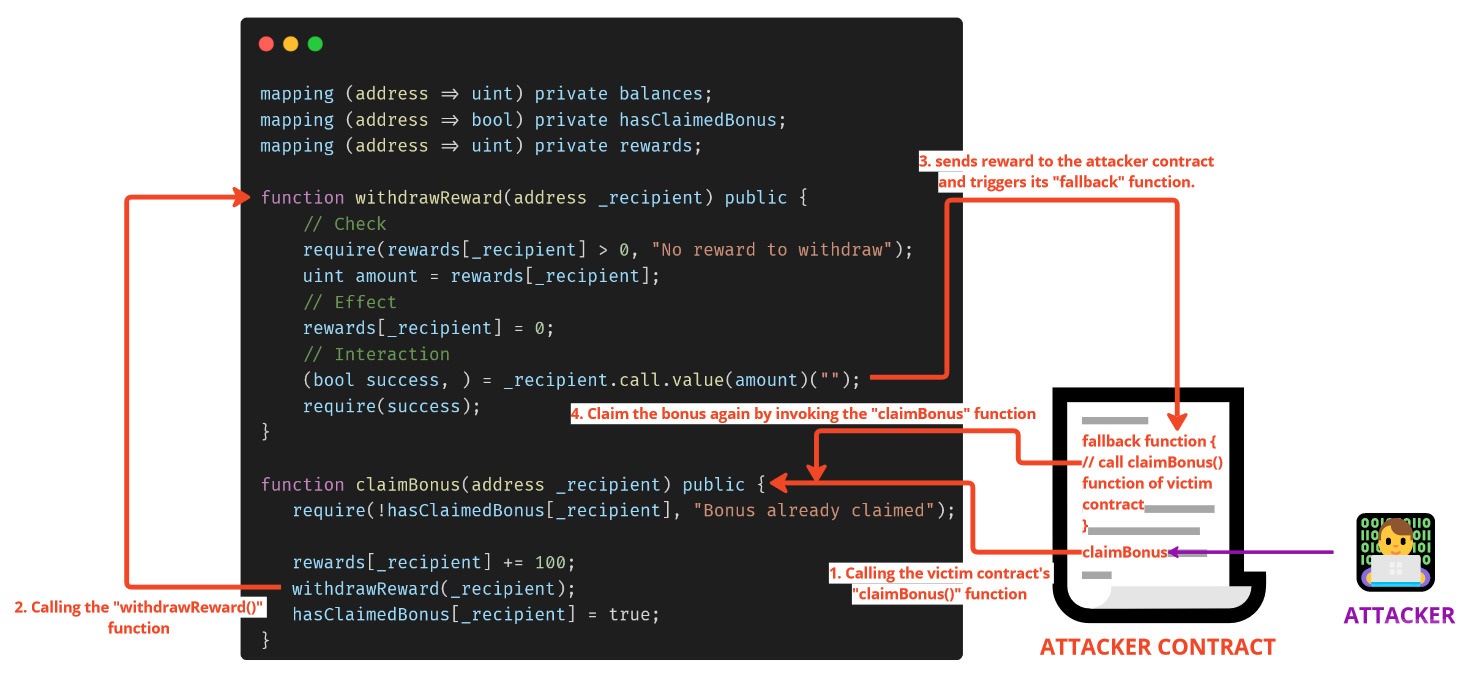 mapping (address => uint) private balances;
mapping (address => bool) private hasClaimedBonus;
mapping (address => uint) private rewards;
function withdrawReward(address _recipient) public {
// Check
require(rewards[_recipient] > 0, "No reward to withdraw");
uint amount = rewards[_recipient];
// Effect
rewards[_recipient] = 0;
// Interaction
(bool success, ) = _recipient.call.value(amount)("");
require(success);
}
function claimBonus(address _recipient) public {
require(!hasClaimedBonus[_recipient], "Bonus already claimed");
rewards[_recipient] += 100;
withdrawReward(_recipient);
hasClaimedBonus[_recipient] = true;
}
3. sends reward to the attacker contract
and triggers its "fallback" function.
4. Claim the bonus again by invoking the "claimBonus" function
1. Calling the victim contract's
"claimBonus()" function
2. Calling the "withdrawReward()"
function
fallback function {
// call claimBonus()
function of victim
contract
}
claimBonus
ATTACKER CONTRACT
ATTACKER